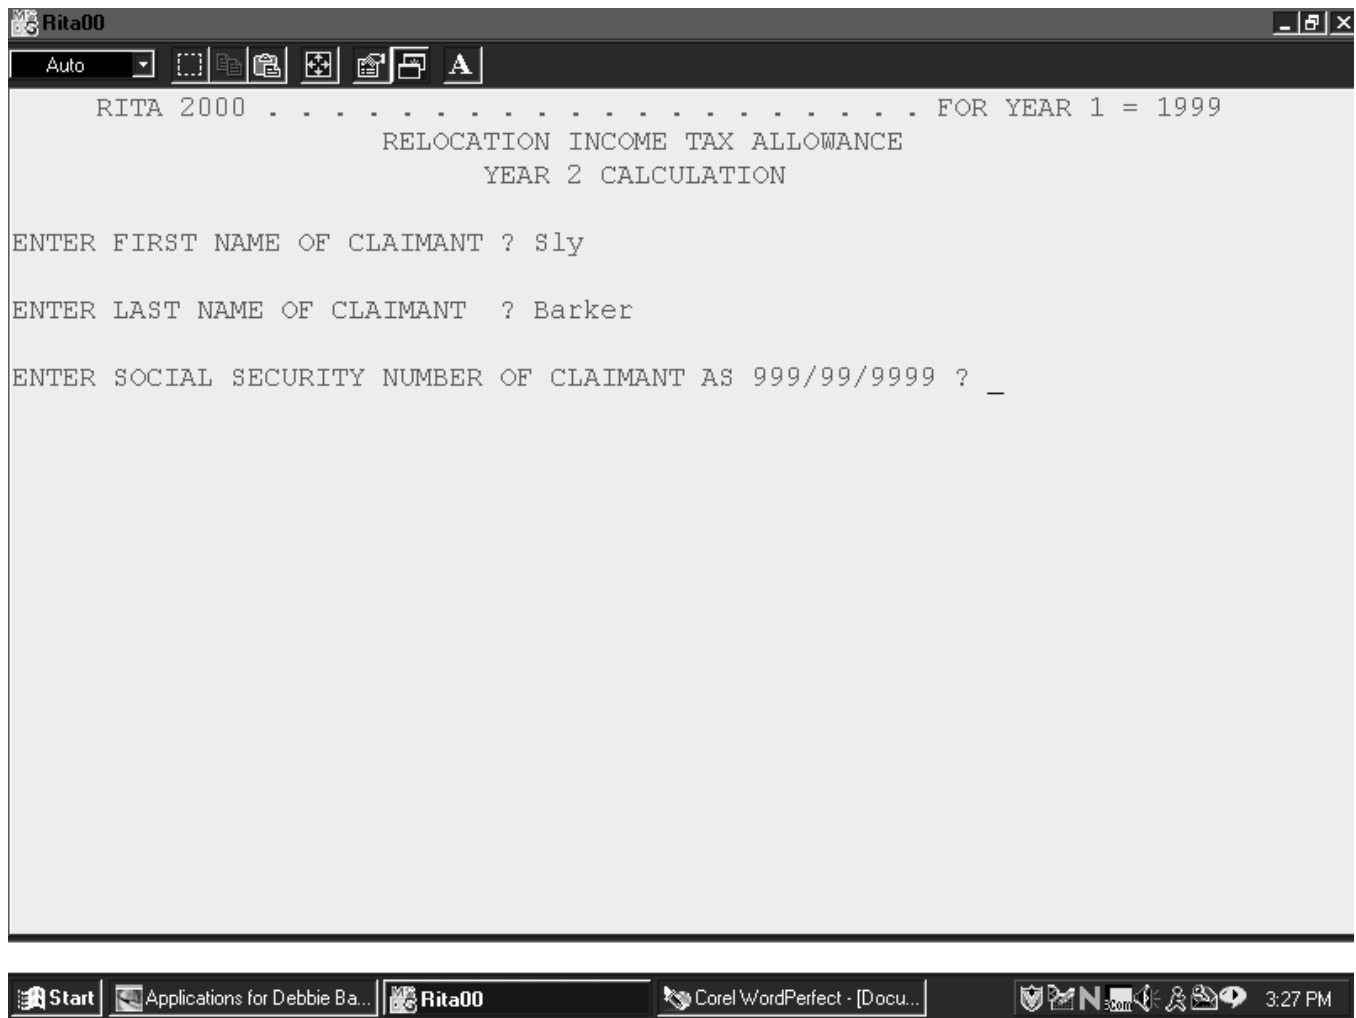 Rita00
Auto
A
RITA 2000 . . . . . . . . . . . . . . . . . . . . FOR YEAR 1 = 1999
RELOCATION INCOME TAX ALLOWANCE
YEAR 2 CALCULATION
ENTER FIRST NAME OF CLAIMANT ? Sly
ENTER LAST NAME OF CLAIMANT ? Barker
ENTER SOCIAL SECURITY NUMBER OF CLAIMANT AS 999/99/9999 ? _
Start Applications for Debbie Ba... Rita00 Corel WordPerfect - [Docu... N 3Com 3:27 PM